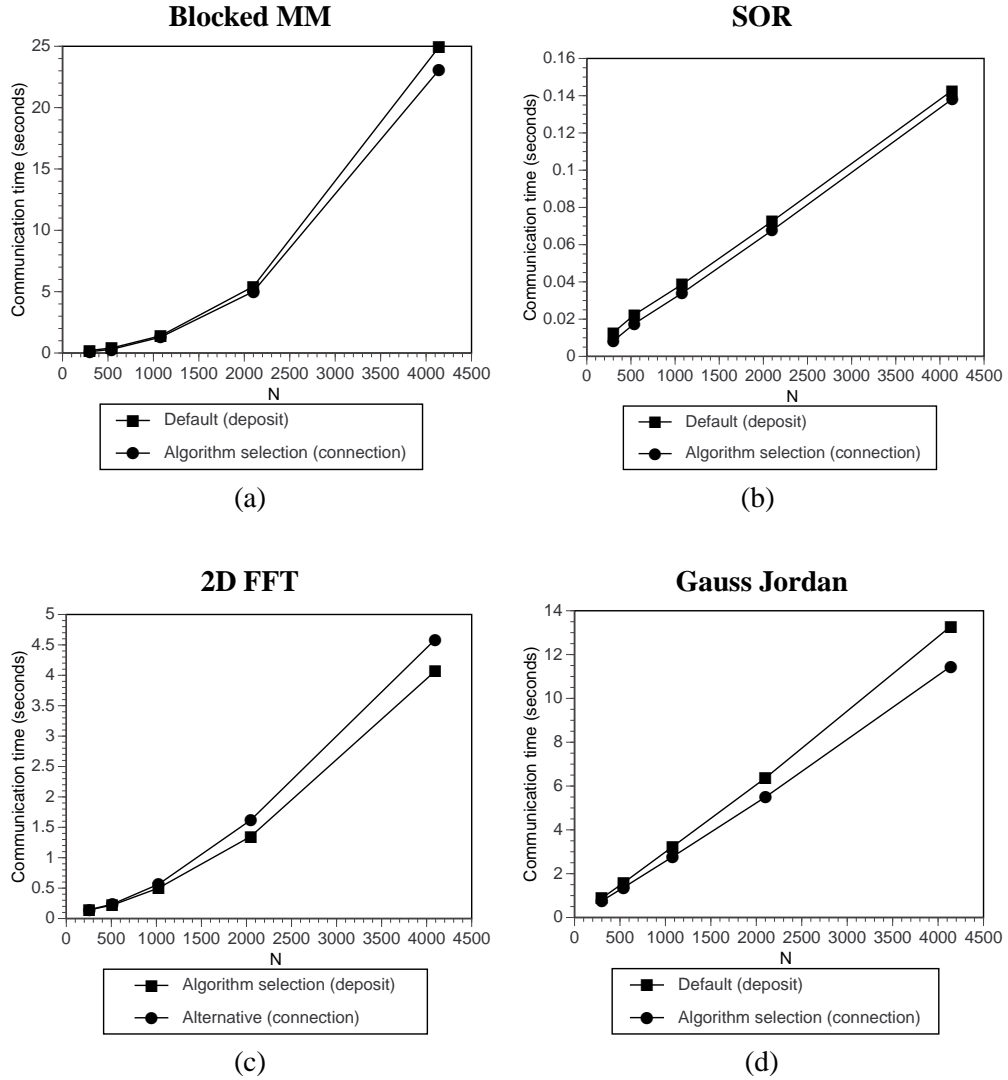 Blocked MM
Communication time (seconds)
25
20
15
10
5
0
0 500 1000 1500 2000 2500 3000 3500 4000 4500
N
Default (deposit)
Algorithm selection (connection)
(a)
SOR
Communication time (seconds)
0.16
0.14
0.12
0.1
0.08
0.06
0.04
0.02
0
0 500 1000 1500 2000 2500 3000 3500 4000 4500
N
Default (deposit)
Algorithm selection (connection)
(b)
2D FFT
Communication time (seconds)
5
4.5
4
3.5
3
2.5
2
1.5
1
0.5
0
0 500 1000 1500 2000 2500 3000 3500 4000 4500
N
Algorithm selection (deposit)
Alternative (connection)
(c)
Gauss Jordan
Communication time (seconds)
14
12
10
8
6
4
2
0
0 500 1000 1500 2000 2500 3000 3500 4000 4500
N
Default (deposit)
Algorithm selection (connection)
(d)